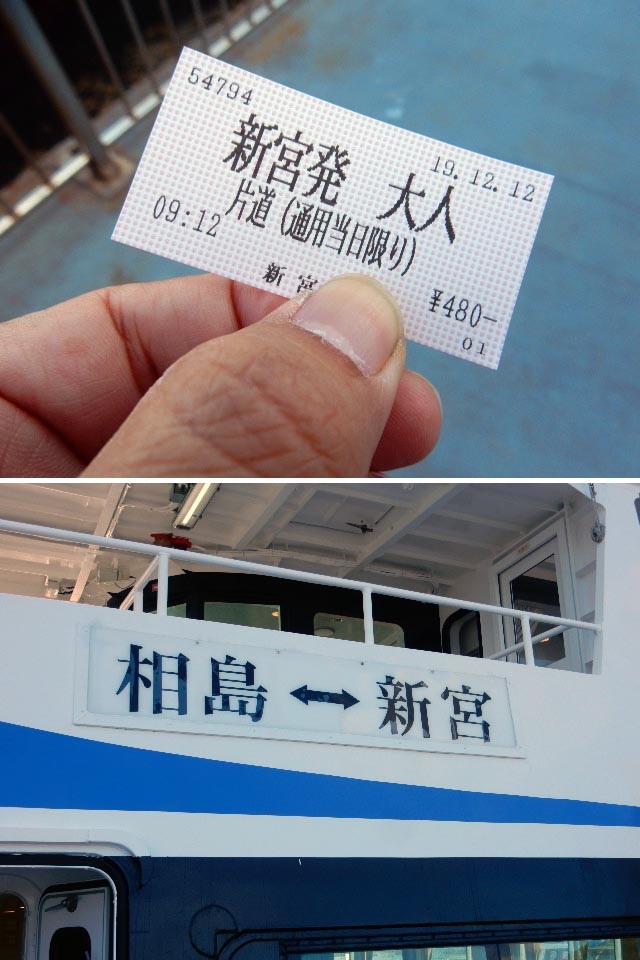 54794
19.12.12
新宮発 大人
09:12
片道 (通用当日限り)
新宮
¥480-
01
相島↔新宮